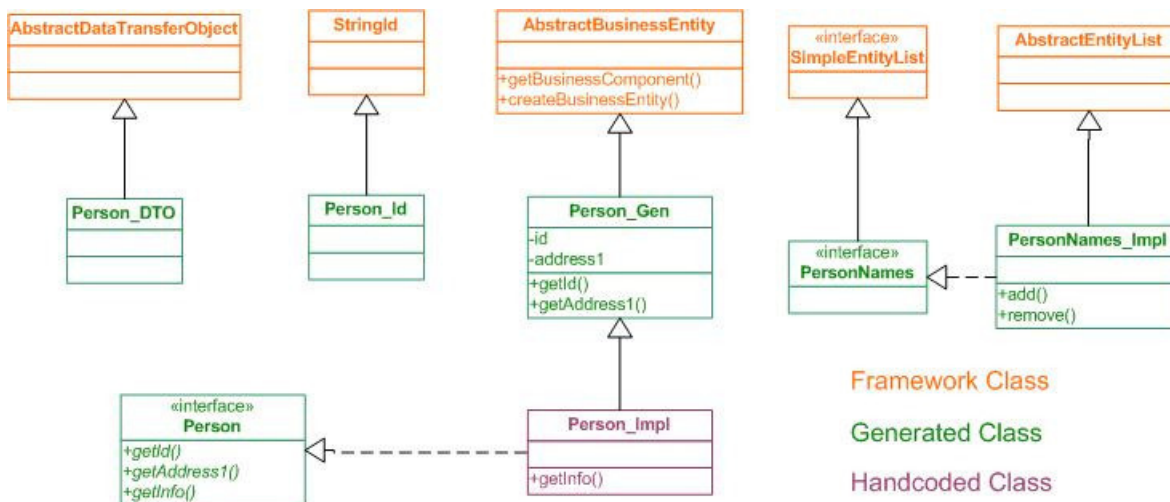 AbstractDataTransferObject
StringId
AbstractBusinessEntity
+getBusinessComponent()
+createBusinessEntity()
«interface»
SimpleEntityList
AbstractEntityList
Person_DTO
Person_Id
Person_Gen
-id
-address1
+getId()
+getAddress1()
«interface»
PersonNames
PersonNames_Impl
+add()
+remove()
«interface»
Person
+getId()
+getAddress1()
+getInfo()
Person_Impl
+getInfo()
Framework Class
Generated Class
Handcoded Class